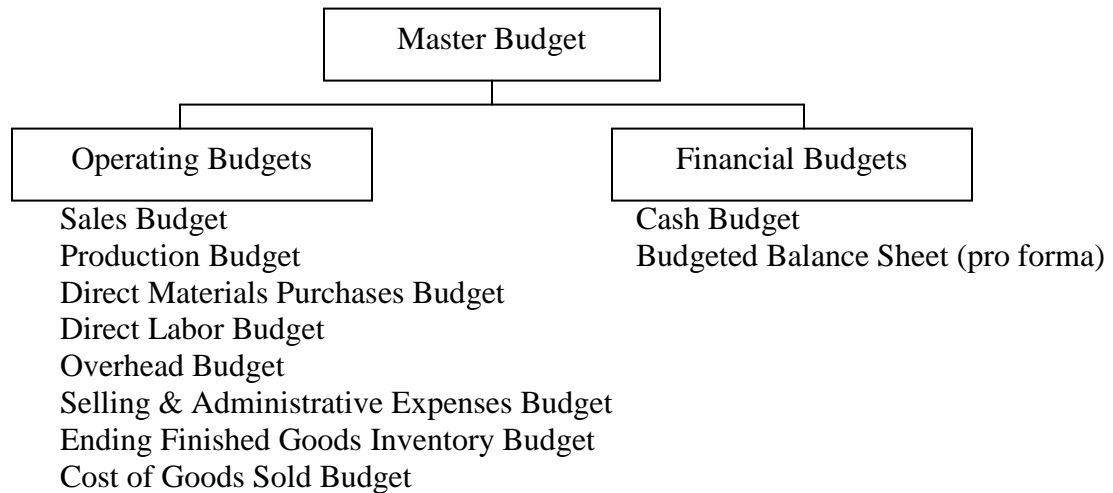 Master Budget
Operating Budgets
Financial Budgets
Sales Budget
Production Budget
Direct Materials Purchases Budget
Direct Labor Budget
Overhead Budget
Selling & Administrative Expenses Budget
Ending Finished Goods Inventory Budget
Cost of Goods Sold Budget
Cash Budget
Budgeted Balance Sheet (pro forma)